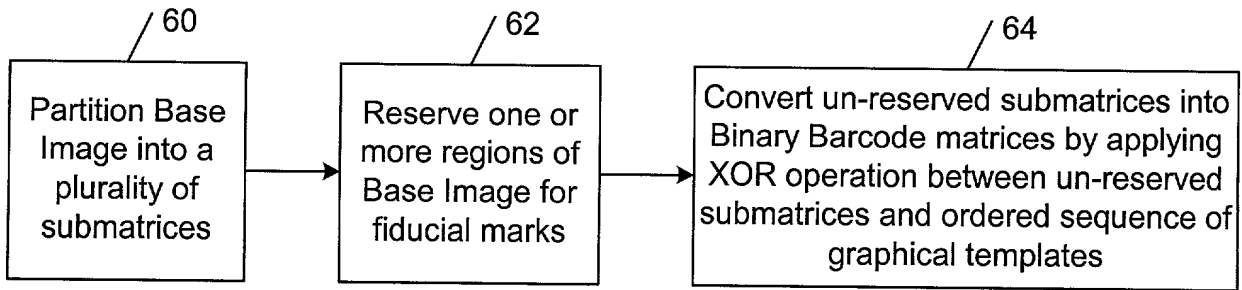 60
Partition Base
Image into a
plurality of
submatrices
62
Reserve one or
more regions of
Base Image for
fiducial marks
64
Convert un-reserved submatrices into
Binary Barcode matrices by applying
XOR operation between un-reserved
submatrices and ordered sequence of
graphical templates